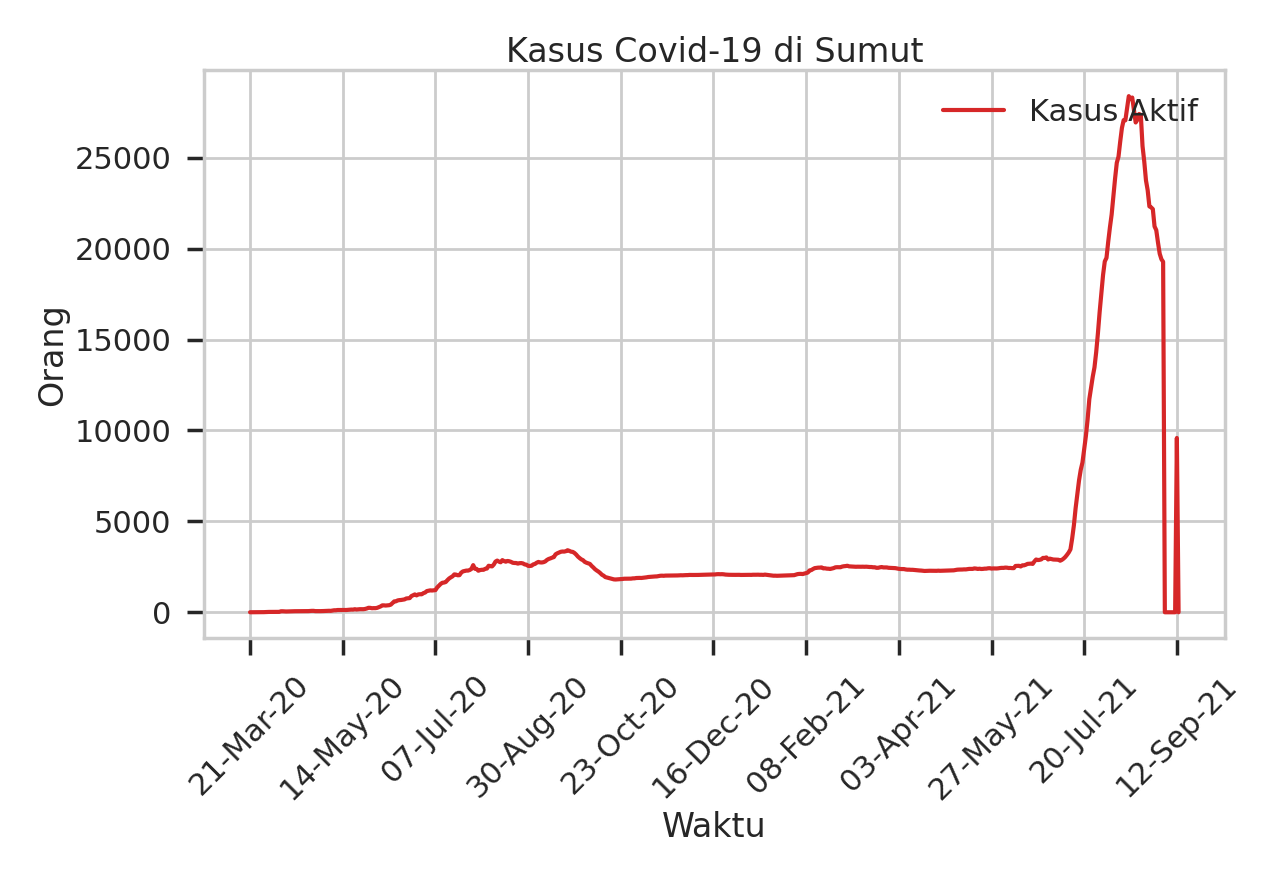 Kasus Covid-19 di Sumut
Kasus Aktif
25000
20000
15000
10000
5000
0
Orang
21-Mar-20
14-May-20
07-Jul-20
30-Aug-20
23-Oct-20
16-Dec-20
08-Feb-21
03-Apr-21
27-May-21
20-Jul-21
12-Sep-21
Waktu